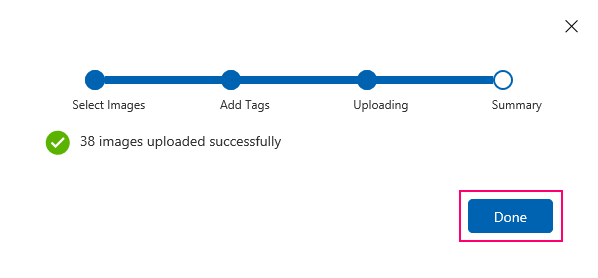 Select Images
Add Tags
Uploading
Summary
38 images uploaded successfully
Done